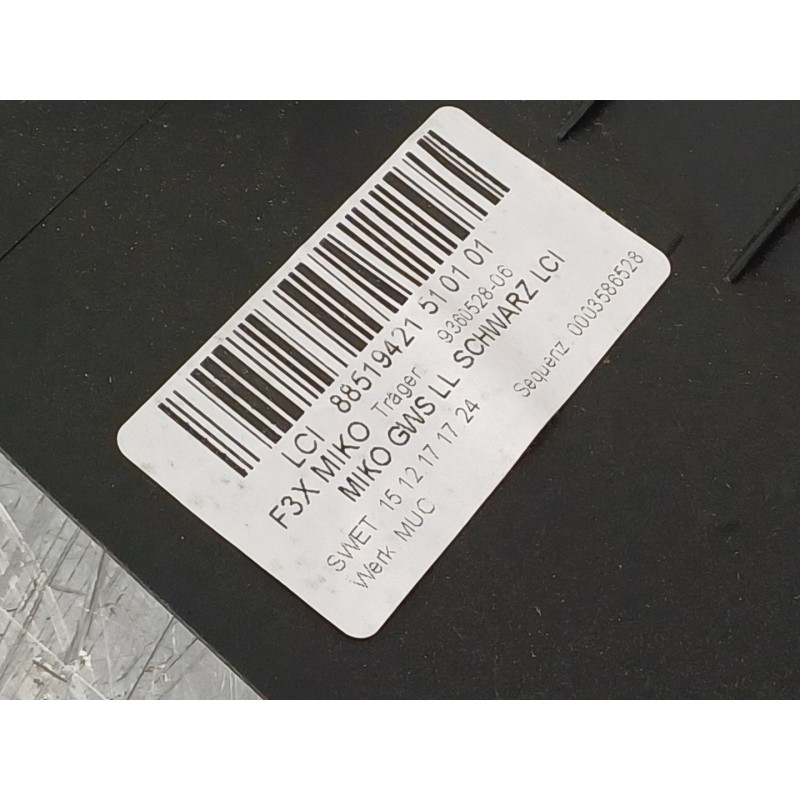 LCI 88519421 51 01 01
F3X MIKO Träger 9360528-06
MIKO GWS LL SCHWARZ LCI
SWET 15 12 17 17 24 Sequenz 0003586528
Werk MUC